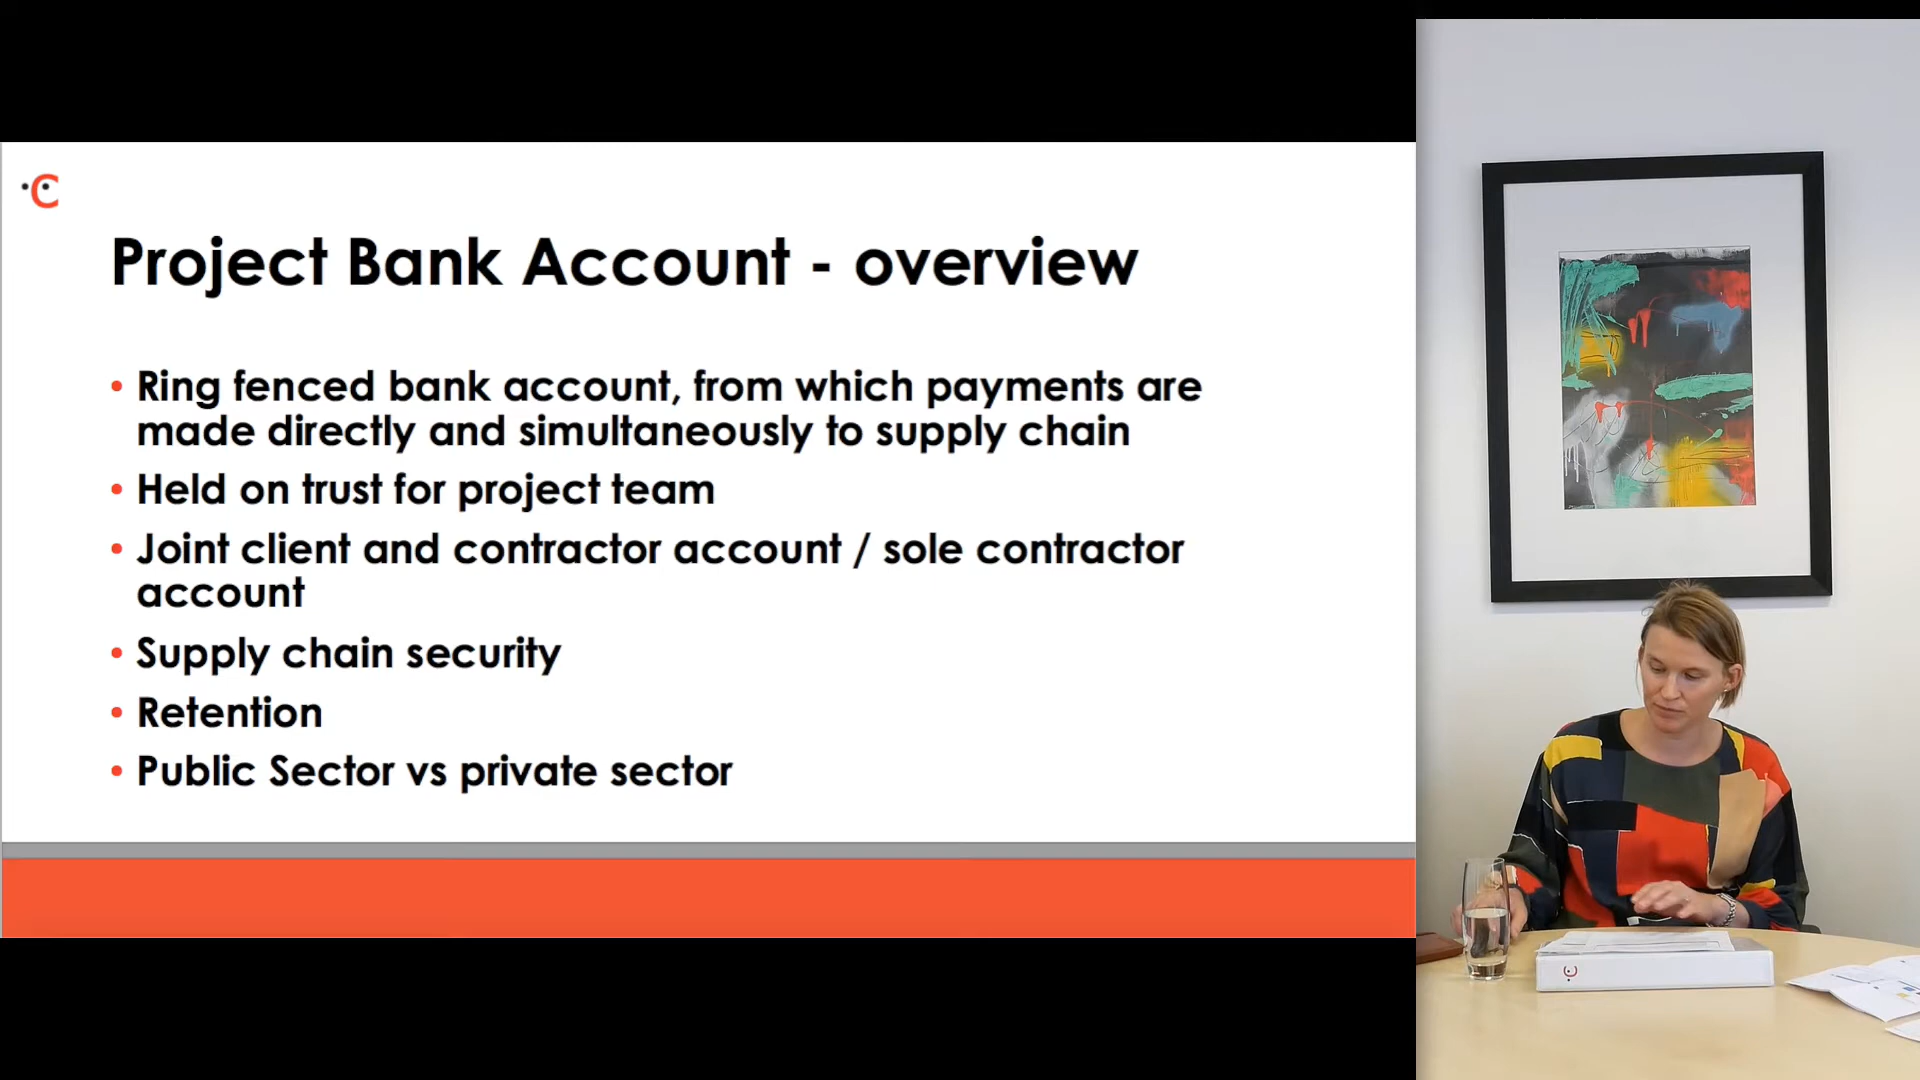 C
Project Bank Account - overview
• Ring fenced bank account, from which payments are
made directly and simultaneously to supply chain
• Held on trust for project team
• Joint client and contractor account / sole contractor
account
• Supply chain security
• Retention
• Public Sector vs private sector